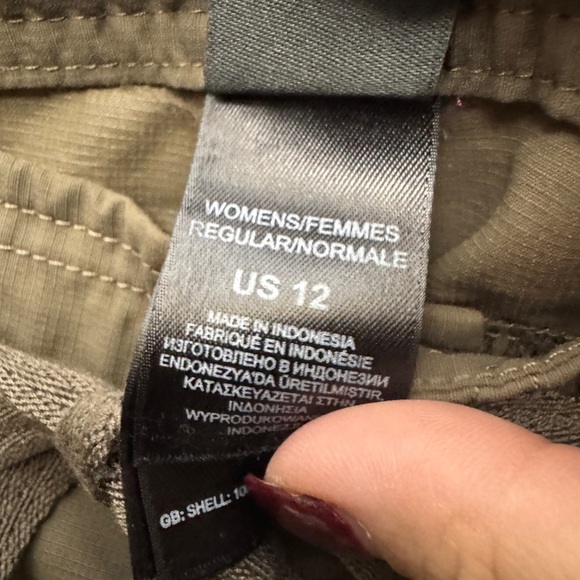 WOMENS/FEMMES
REGULAR/NORMALE
US 12
MADE IN INDONESIA
FABRIQUÉ EN INDONÉSIE
ИЗГОТОВЛЕНО В ИНДОНЕЗИИ
ENDONEZYA'DA ÜRETILMISTIR.
ΚΑΤΑΣΚΕΥΑΖΕΤΑΙ ΣΤΗΝ
ΙΝΔΟΝΗΣΙΑ
GB: SHELL: